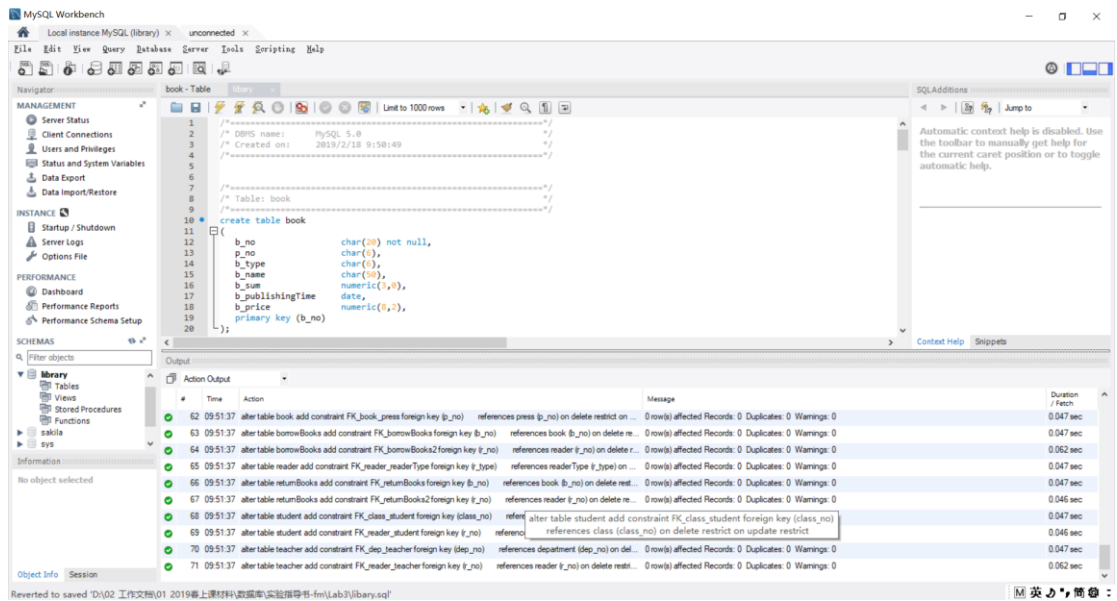 MySQL Workbench
Local instance MySQL (library) × unconnected ×
File Edit View Query Database Server Tools Scripting Help
Navigator
MANAGEMENT
Server Status
Client Connections
Users and Privileges
Status and System Variables
Data Export
Data Import/Restore
INSTANCE
Startup / Shutdown
Server Logs
Options File
PERFORMANCE
Dashboard
Performance Reports
Performance Schema Setup
SCHEMAS
Filter objects
library
Tables
Views
Stored Procedures
Functions
sakila
sys
Information
No object selected
Object Info Session
book - Table libary ×
Limit to 1000 rows
1 /*==============================================================*/
2 /* DBMS name: MySQL 5.0 */
3 /* Created on: 2019/2/18 9:50:49 */
4 /*==============================================================*/
5
6
7 /*==============================================================*/
8 /* Table: book */
9 /*==============================================================*/
10 create table book
11 (
12 b_no char(20) not null,
13 p_no char(6),
14 b_type char(6),
15 b_name char(50),
16 b_sum numeric(3,0),
17 b_publishingTime date,
18 b_price numeric(8,2),
19 primary key (b_no)
20 );
SQLAdditions
Jump to
Automatic context help is disabled. Use
the toolbar to manually get help for
the current caret position or to toggle
automatic help.
Context Help Snippets
Output
Action Output
# Time Action Message Duration / Fetch
62 09:51:37 alter table book add constraint FK_book_press foreign key (p_no) references press (p_no) on delete restrict on ... 0 row(s) affected Records: 0 Duplicates: 0 Warnings: 0 0.047 sec
63 09:51:37 alter table borrowBooks add constraint FK_borrowBooks foreign key (b_no) references book (b_no) on delete re... 0 row(s) affected Records: 0 Duplicates: 0 Warnings: 0 0.047 sec
64 09:51:37 alter table borrowBooks add constraint FK_borrowBooks2 foreign key (r_no) references reader (r_no) on delete r... 0 row(s) affected Records: 0 Duplicates: 0 Warnings: 0 0.062 sec
65 09:51:37 alter table reader add constraint FK_reader_readerType foreign key (r_type) references readerType (r_type) on ... 0 row(s) affected Records: 0 Duplicates: 0 Warnings: 0 0.047 sec
66 09:51:37 alter table returnBooks add constraint FK_returnBooks foreign key (b_no) references book (b_no) on delete rest... 0 row(s) affected Records: 0 Duplicates: 0 Warnings: 0 0.047 sec
67 09:51:37 alter table returnBooks add constraint FK_returnBooks2 foreign key (r_no) references reader (r_no) on delete re... 0 row(s) affected Records: 0 Duplicates: 0 Warnings: 0 0.046 sec
68 09:51:37 alter table student add constraint FK_class_student foreign key (class_no) refere 0.047 sec
alter table student add constraint FK_class_student foreign key (class_no)
references class (class_no) on delete restrict on update restrict
69 09:51:37 alter table student add constraint FK_reader_student foreign key (r_no) referenc 0.046 sec
70 09:51:37 alter table teacher add constraint FK_dep_teacher foreign key (dep_no) references department (dep_no) on del... 0 row(s) affected Records: 0 Duplicates: 0 Warnings: 0 0.047 sec
71 09:51:37 alter table teacher add constraint FK_reader_teacher foreign key (r_no) references reader (r_no) on delete restri... 0 row(s) affected Records: 0 Duplicates: 0 Warnings: 0 0.062 sec
Reverted to saved 'D:\02 工作文档\01 2019春上课材料\数据库\实验指导书-fm\Lab3\libary.sql'
M 英 简